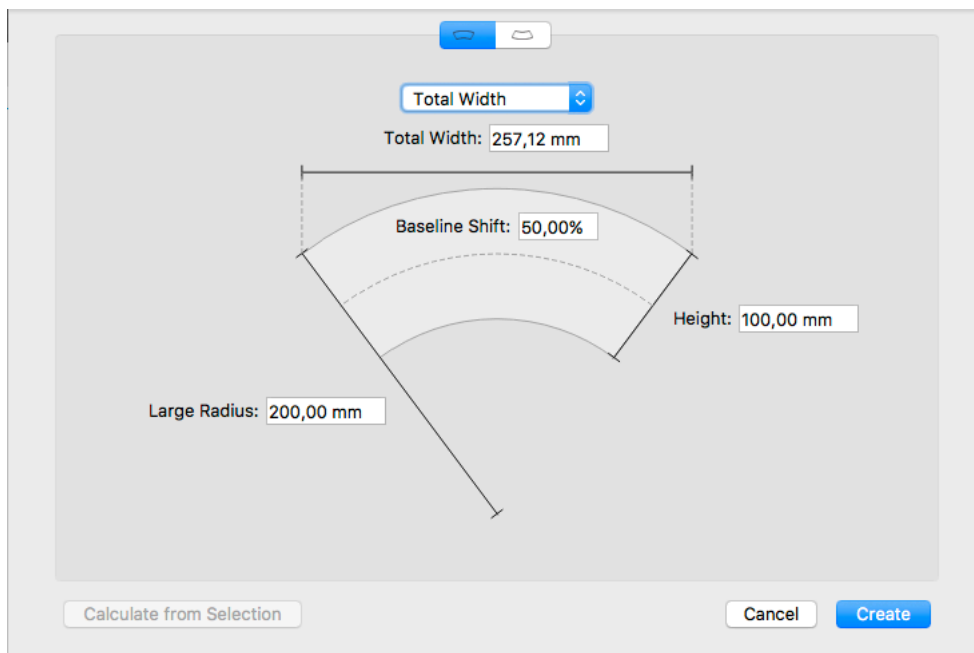 Total Width
Total Width: 257,12 mm
Baseline Shift: 50,00%
Height: 100,00 mm
Large Radius: 200,00 mm
Calculate from Selection
Cancel
Create